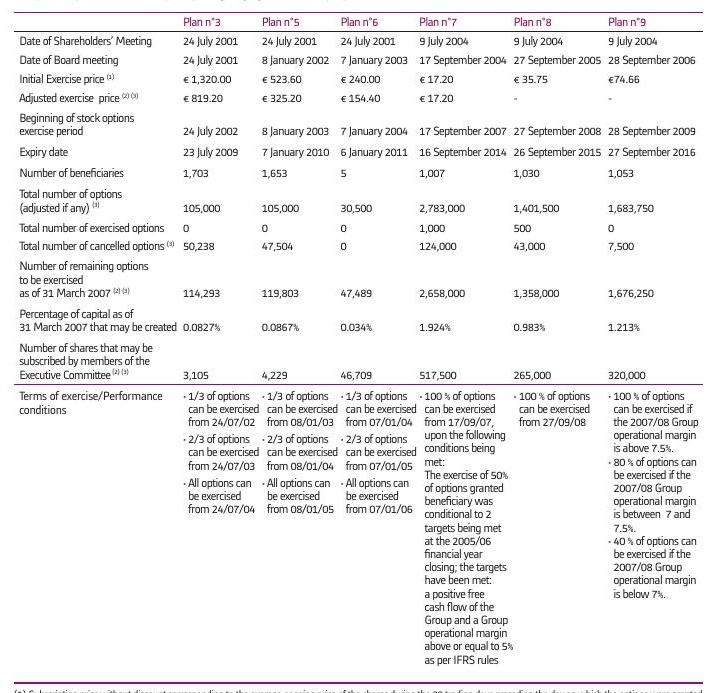 Plan n°3 Plan n°5 Plan n°6 Plan n°7 Plan n°8 Plan n°9
Date of Shareholders' Meeting 24 July 2001 24 July 2001 24 July 2001 9 July 2004 9 July 2004 9 July 2004
Date of Board meeting 24 July 2001 8 January 2002 7 January 2003 17 September 2004 27 September 2005 28 September 2006
Initial Exercise price (1) € 1,320.00 € 523.60 € 240.00 € 17.20 € 35.75 €74.66
Adjusted exercise price (2) (3) € 819.20 € 325.20 € 154.40 € 17.20 - -
Beginning of stock options
exercise period 24 July 2002 8 January 2003 7 January 2004 17 September 2007 27 September 2008 28 September 2009
Expiry date 23 July 2009 7 January 2010 6 January 2011 16 September 2014 26 September 2015 27 September 2016
Number of beneficiaries 1,703 1,653 5 1,007 1,030 1,053
Total number of options
(adjusted if any) (3) 105,000 105,000 30,500 2,783,000 1,401,500 1,683,750
Total number of exercised options 0 0 0 1,000 500 0
Total number of cancelled options (3) 50,238 47,504 0 124,000 43,000 7,500
Number of remaining options
to be exercised
as of 31 March 2007 (2) (3) 114,293 119,803 47,489 2,658,000 1,358,000 1,676,250
Percentage of capital as of
31 March 2007 that may be created 0.0827% 0.0867% 0.034% 1.924% 0.983% 1.213%
Number of shares that may be
subscribed by members of the
Executive Committee (2) (3) 3,105 4,229 46,709 517,500 265,000 320,000
Terms of exercise/Performance
conditions
· 1/3 of options
can be exercised
from 24/07/02
· 2/3 of options
can be exercised
from 24/07/03
· All options can
be exercised
from 24/07/04
· 1/3 of options
can be exercised
from 08/01/03
· 2/3 of options
can be exercised
from 08/01/04
· All options can
be exercised
from 08/01/05
· 1/3 of options
can be exercised
from 07/01/04
· 2/3 of options
can be exercised
from 07/01/05
· All options can
be exercised
from 07/01/06
· 100 % of options
can be exercised
from 17/09/07,
upon the following
conditions being
met:
The exercise of 50%
of options granted
beneficiary was
conditional to 2
targets being met
at the 2005/06
financial year
closing; the targets
have been met:
a positive free
cash flow of the
Group and a Group
operational margin
above or equal to 5%
as per IFRS rules
· 100 % of options
can be exercised
from 27/09/08
· 100 % of options
can be exercised if
the 2007/08 Group
operational margin
is above 7.5%.
· 80 % of options can
be exercised if the
2007/08 Group
operational margin
is between 7 and
7.5%.
· 40 % of options can
be exercised if the
2007/08 Group
operational margin
is below 7%.